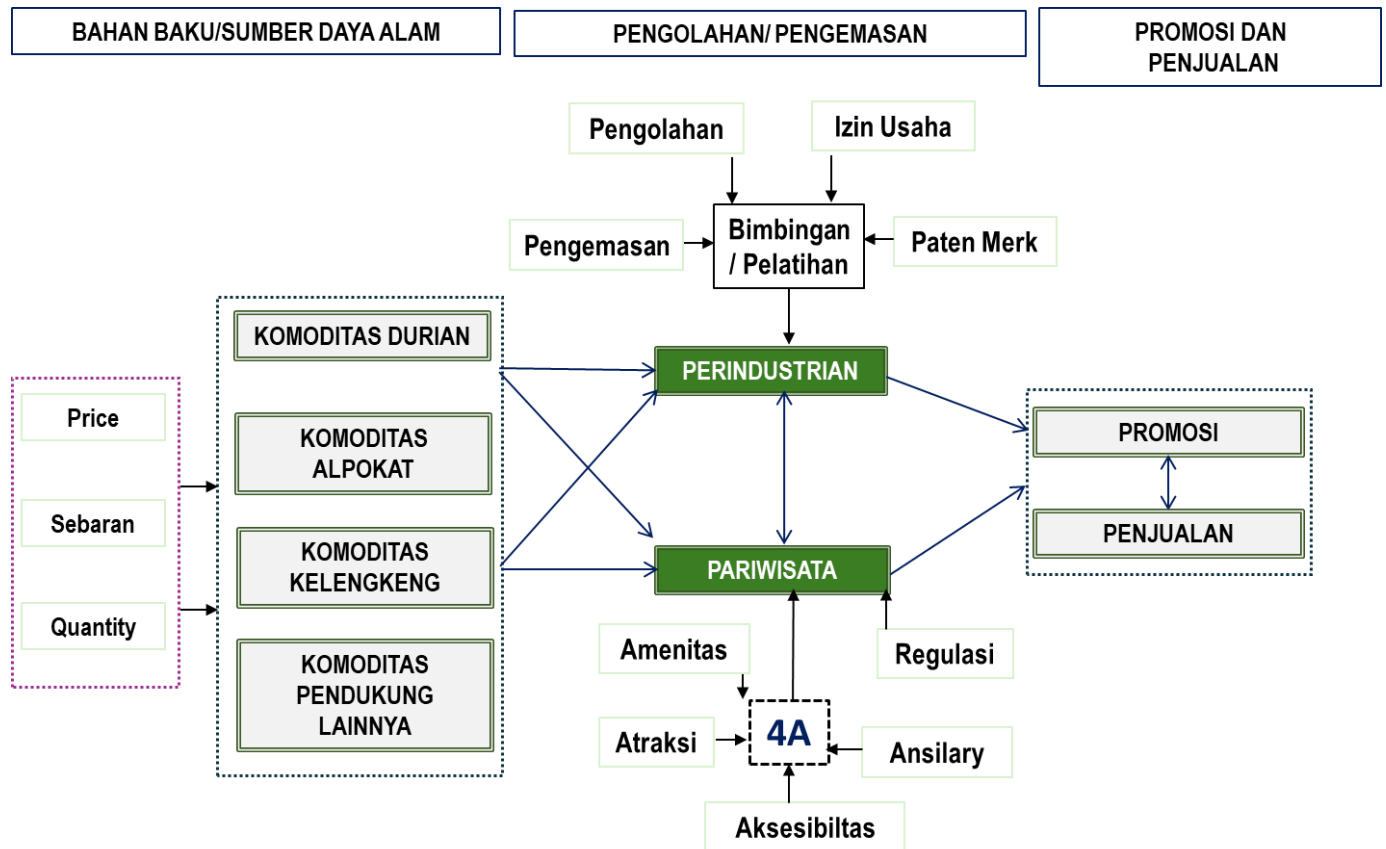 BAHAN BAKU/SUMBER DAYA ALAM
PENGOLAHAN/ PENGEMASAN
PROMOSI DAN
PENJUALAN
Pengolahan
Izin Usaha
Pengemasan
Bimbingan
/ Pelatihan
Paten Merk
Price
Sebaran
Quantity
KOMODITAS DURIAN
KOMODITAS
ALPOKAT
KOMODITAS
KELENGKENG
KOMODITAS
PENDUKUNG
LAINNYA
PERINDUSTRIAN
PARIWISATA
PROMOSI
PENJUALAN
Amenitas
Regulasi
Atraksi
4A
Ansilary
Aksesibiltas